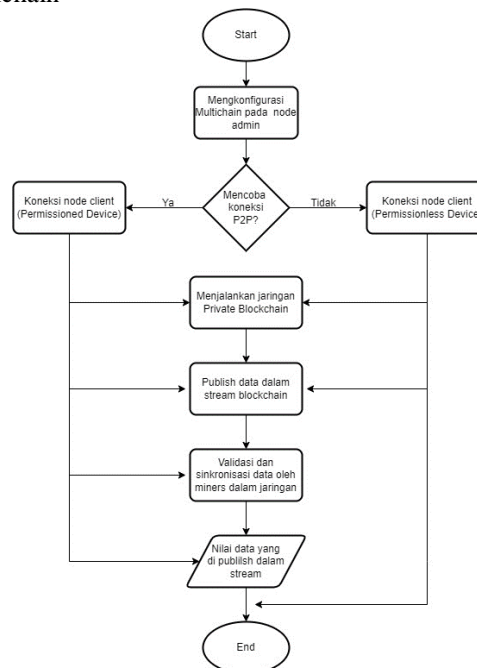 Start
Mengkonfigurasi
Multichain pada node
admin
Mencoba
koneksi
P2P?
Ya
Tidak
Koneksi node client
(Permissioned Device)
Koneksi node client
(Permissionless Device
Menjalankan jaringan
Private Blockchain
Publish data dalam
stream blockchain
Validasi dan
sinkronisasi data oleh
miners dalam jaringan
Nilai data yang
di publilsh dalam
stream
End